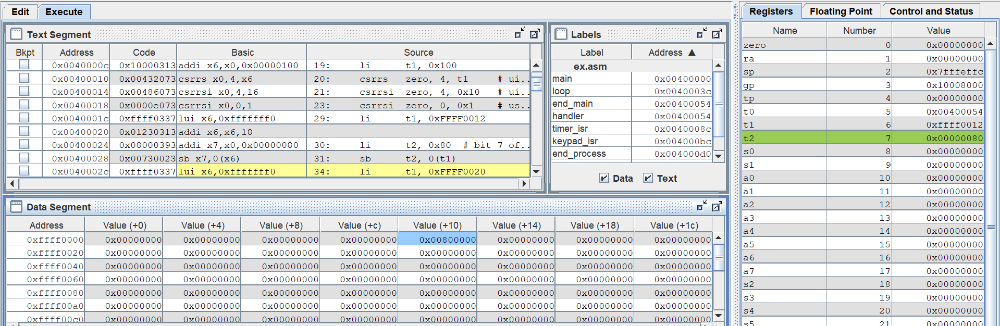 Edit Execute
Text Segment
Bkpt Address Code Basic Source
0x0040000c 0x10000313 addi x6,x0,0x00000100 19: li t1, 0x100
0x00400010 0x00432073 csrrs x0,4,x6 20: csrrs zero, 4, t1 # ui..
0x00400014 0x00486073 csrrsi x0,4,16 21: csrrsi zero, 4, 0x10 # ui..
0x00400018 0x0000e073 csrrsi x0,0,1 23: csrrsi zero, 0, 0x1 # us..
0x0040001c 0xffff0337 lui x6,0xfffffff0 29: li t1, 0xFFFF0012
0x00400020 0x01230313 addi x6,x6,18
0x00400024 0x08000393 addi x7,x0,0x00000080 30: li t2, 0x80 # bit 7 of..
0x00400028 0x00730023 sb x7,0(x6) 31: sb t2, 0(t1)
0x0040002c 0xffff0337 lui x6,0xfffffff0 34: li t1, 0xFFFF0020
Labels
Label Address ▲
ex.asm
main 0x00400000
loop 0x0040003c
end_main 0x00400054
handler 0x00400054
timer_isr 0x0040008c
keypad_isr 0x004000bc
end_process 0x004000d0
Data Text
Data Segment
Address Value (+0) Value (+4) Value (+8) Value (+c) Value (+10) Value (+14) Value (+18) Value (+1c)
0xffff0000 0x00000000 0x00000000 0x00000000 0x00000000 0x00800000 0x00000000 0x00000000 0x00000000
0xffff0020 0x00000000 0x00000000 0x00000000 0x00000000 0x00000000 0x00000000 0x00000000 0x00000000
0xffff0040 0x00000000 0x00000000 0x00000000 0x00000000 0x00000000 0x00000000 0x00000000 0x00000000
0xffff0060 0x00000000 0x00000000 0x00000000 0x00000000 0x00000000 0x00000000 0x00000000 0x00000000
0xffff0080 0x00000000 0x00000000 0x00000000 0x00000000 0x00000000 0x00000000 0x00000000 0x00000000
0xffff00a0 0x00000000 0x00000000 0x00000000 0x00000000 0x00000000 0x00000000 0x00000000 0x00000000
0xffff00c0 0x00000000 0x00000000 0x00000000 0x00000000 0x00000000 0x00000000 0x00000000 0x00000000
Registers Floating Point Control and Status
Name Number Value
zero 0 0x00000000
ra 1 0x00000000
sp 2 0x7fffeffc
gp 3 0x10008000
tp 4 0x00000000
t0 5 0x00400054
t1 6 0xffff0012
t2 7 0x00000080
s0 8 0x00000000
s1 9 0x00000000
a0 10 0x00000000
a1 11 0x00000000
a2 12 0x00000000
a3 13 0x00000000
a4 14 0x00000000
a5 15 0x00000000
a6 16 0x00000000
a7 17 0x00000000
s2 18 0x00000000
s3 19 0x00000000
s4 20 0x00000000
s5 21 0x00000000